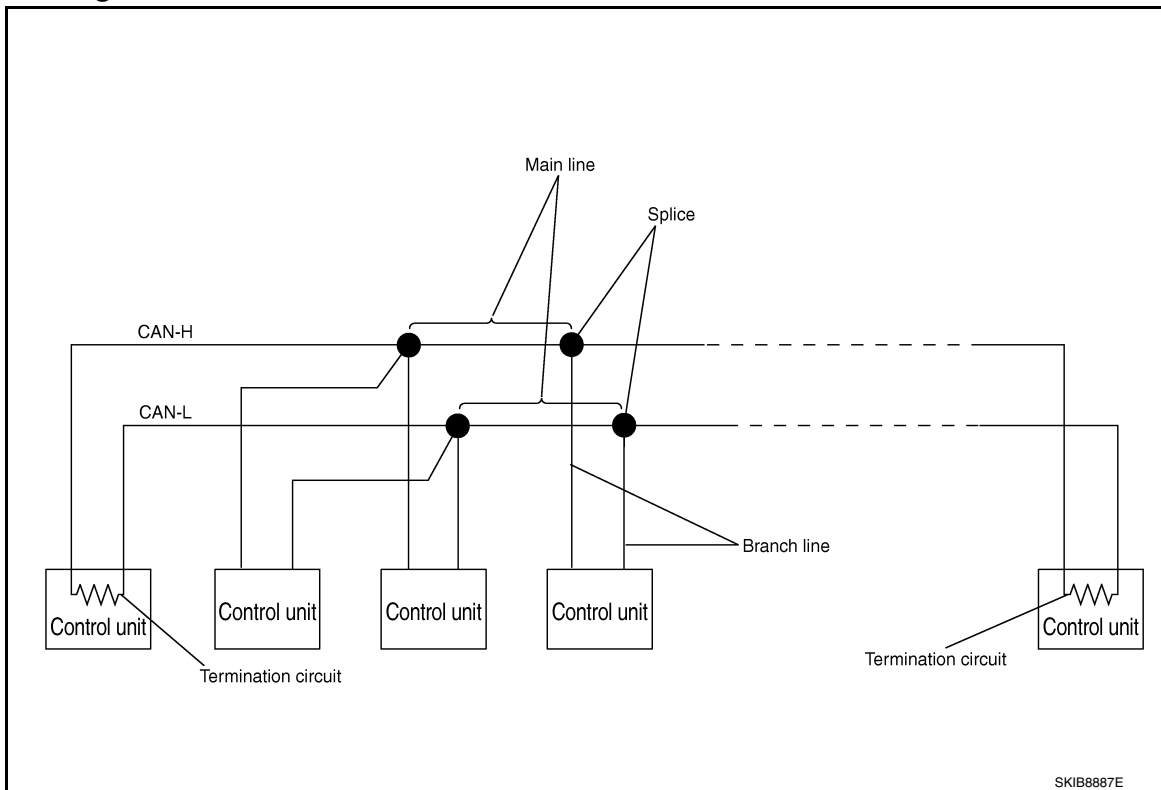 Main line
Splice
CAN-H
CAN-L
Branch line
Control unit
Control unit
Control unit
Control unit
Control unit
Termination circuit
Termination circuit
SKIB8887E